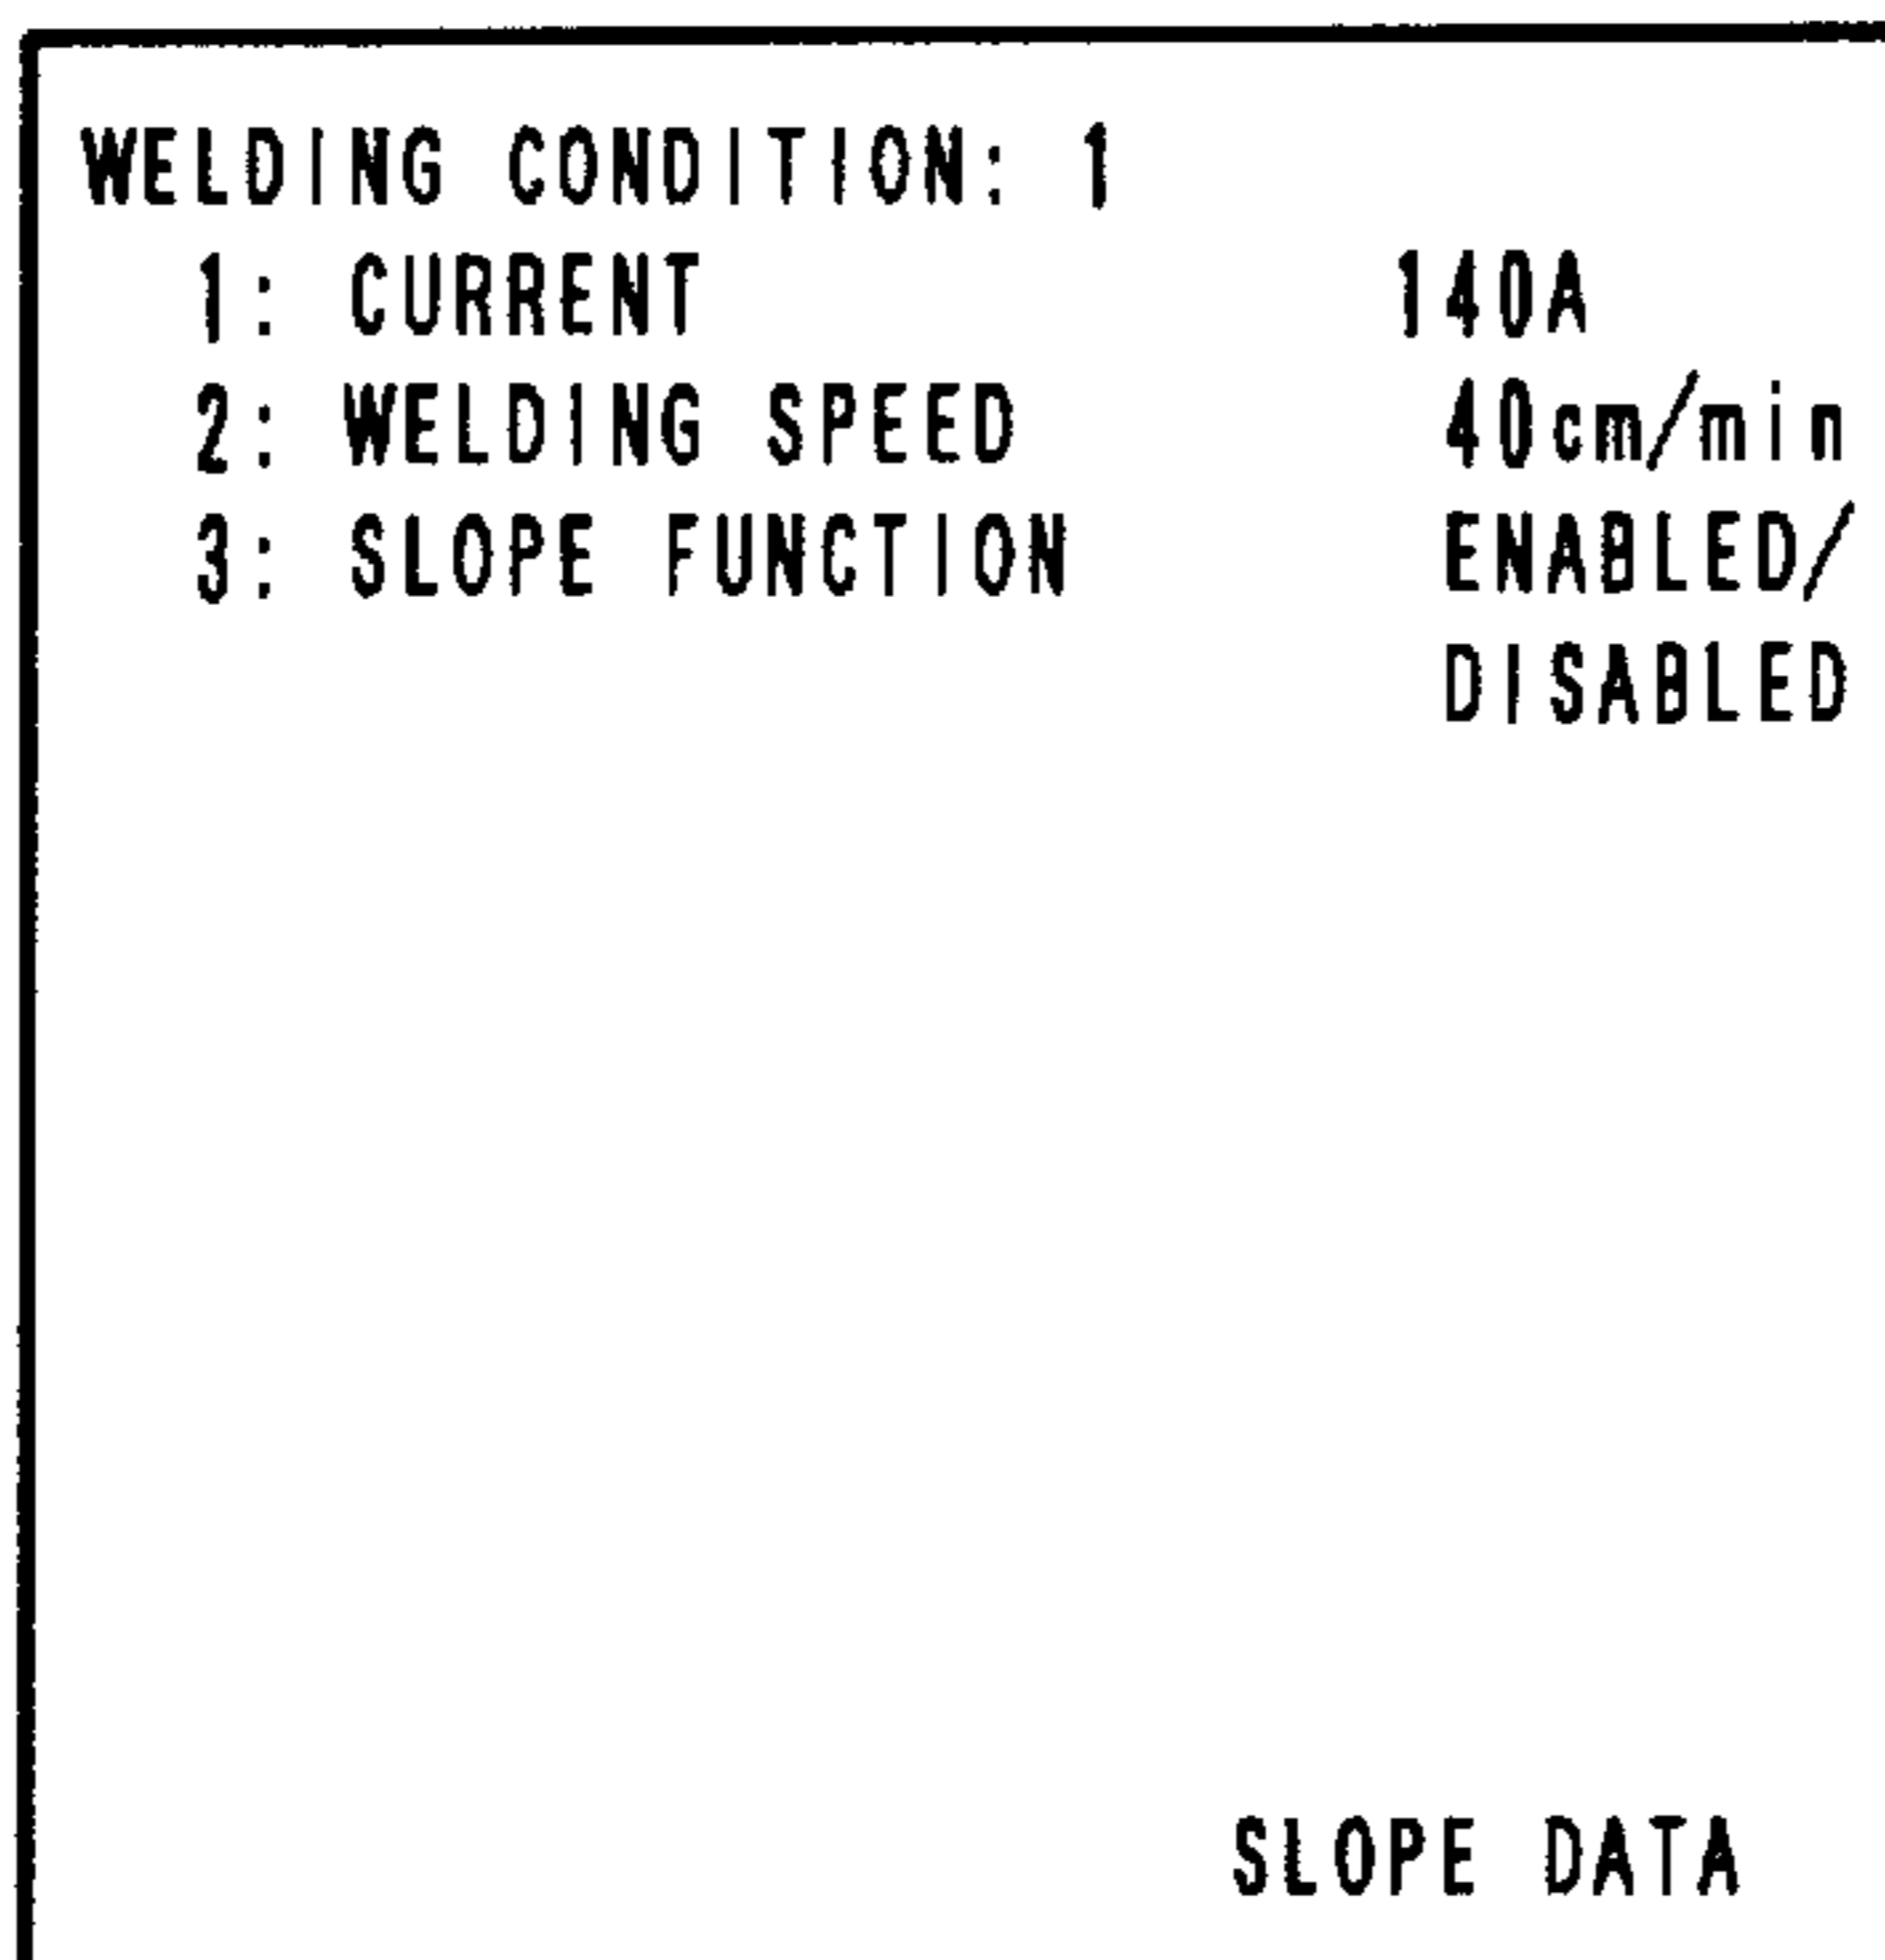 WELDING CONDITION: 1
1: CURRENT 140A
2: WELDING SPEED 40cm/min
3: SLOPE FUNCTION ENABLED/
DISABLED
SLOPE DATA